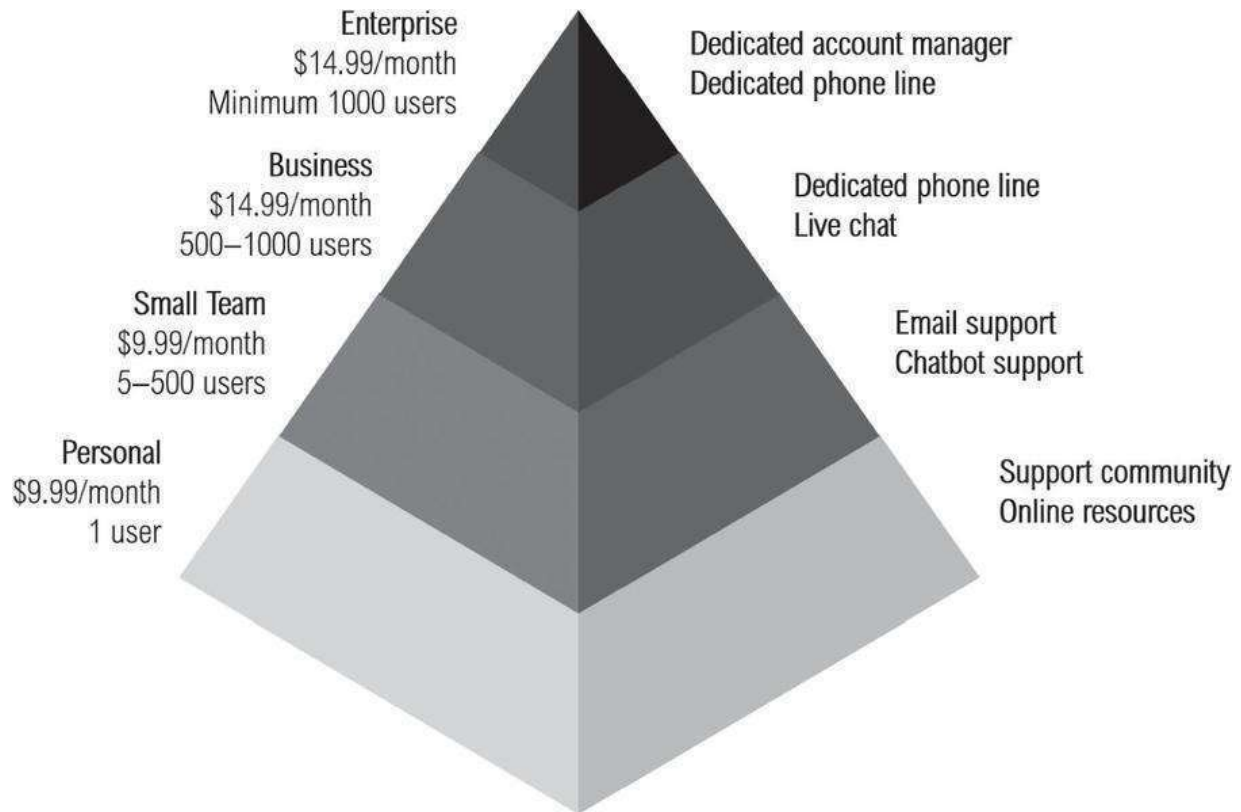 Enterprise
$14.99/month
Minimum 1000 users
Dedicated account manager
Dedicated phone line
Business
$14.99/month
500–1000 users
Dedicated phone line
Live chat
Small Team
$9.99/month
5–500 users
Email support
Chatbot support
Personal
$9.99/month
1 user
Support community
Online resources